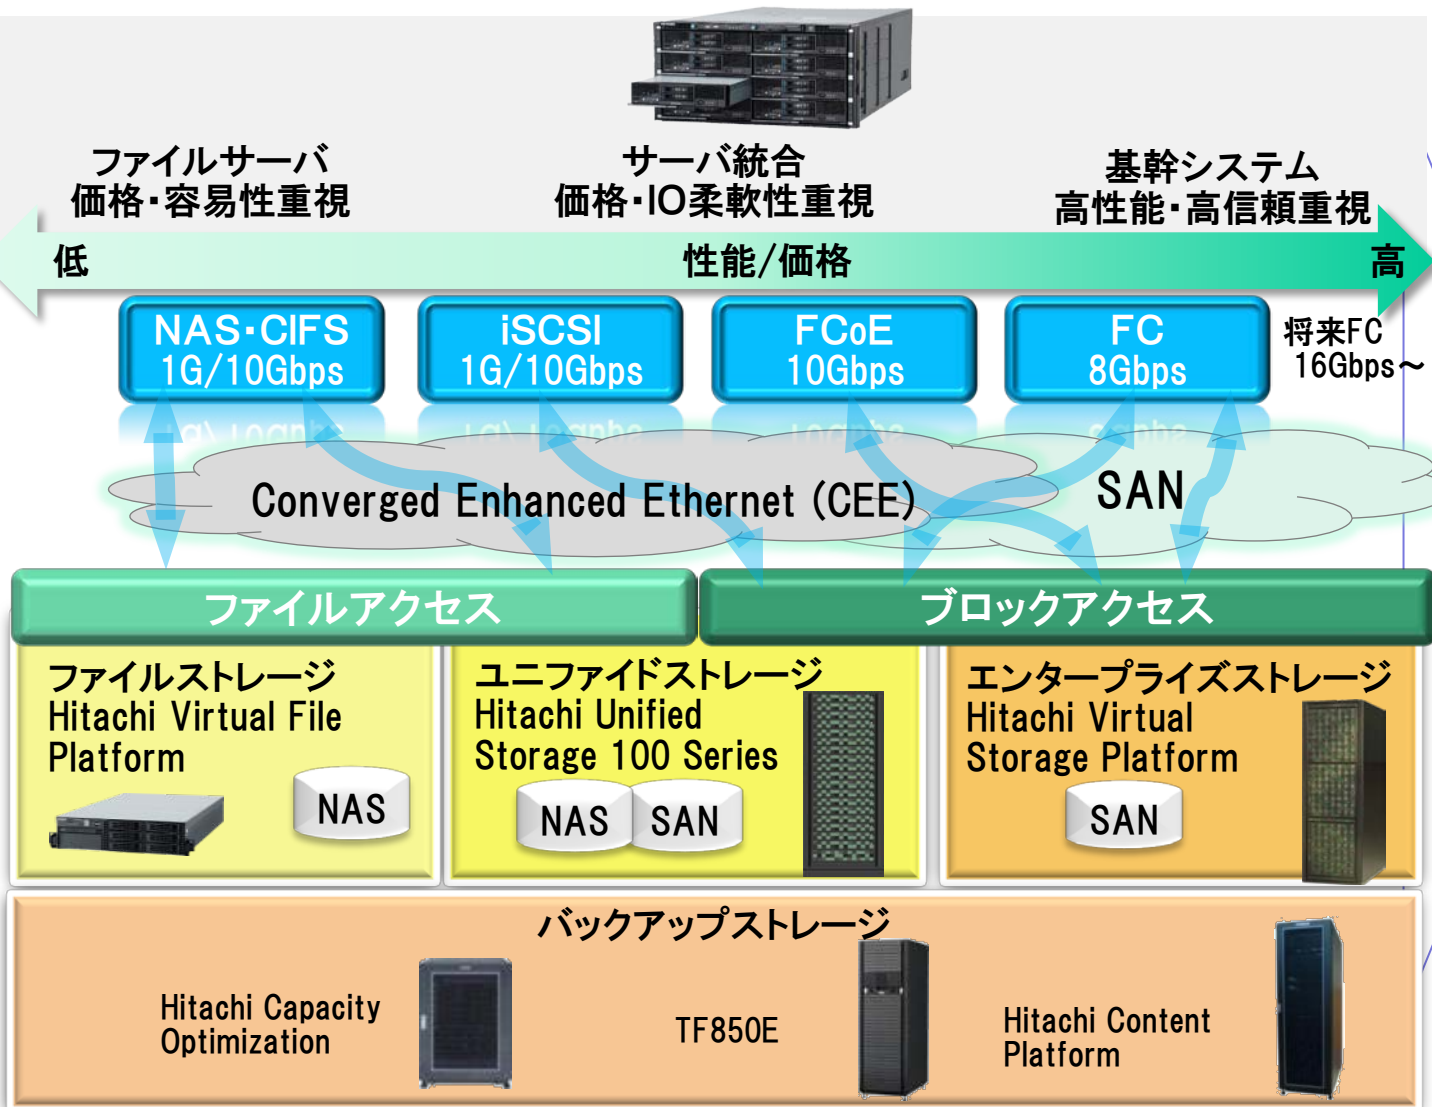 ファイルサーバ
価格・容易性重視
サーバ統合
価格・IO柔軟性重視
基幹システム
高性能・高信頼重視
低
性能/価格
高
NAS・CIFS
1G/10Gbps
iSCSI
1G/10Gbps
FCoE
10Gbps
FC
8Gbps
将来FC
16Gbps～
Converged Enhanced Ethernet (CEE)
SAN
ファイルアクセス
ブロックアクセス
ファイルストレージ
Hitachi Virtual File
Platform
NAS
ユニファイドストレージ
Hitachi Unified
Storage 100 Series
NAS
SAN
エンタープライズストレージ
Hitachi Virtual
Storage Platform
SAN
バックアップストレージ
Hitachi Capacity
Optimization
TF850E
Hitachi Content
Platform